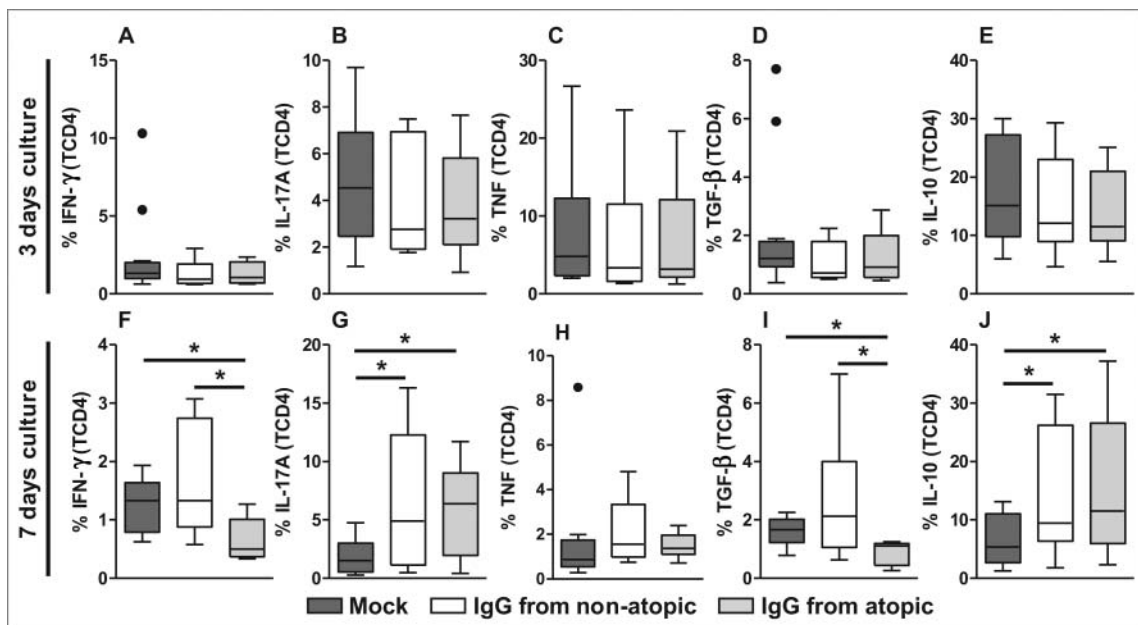 A
B
C
D
E
3 days culture
% IFN-γ (TCD4)
15
10
5
0
% IL-17A (TCD4)
10
8
6
4
2
0
% TNF (TCD4)
30
20
10
0
% TGF-β (TCD4)
8
6
4
2
0
% IL-10 (TCD4)
40
30
20
10
0
F
G
H
I
J
7 days culture
% IFN-γ (TCD4)
4
3
2
1
0
*
*
% IL-17A (TCD4)
20
15
10
5
0
*
*
% TNF (TCD4)
10
8
6
4
2
0
% TGF-β (TCD4)
8
6
4
2
0
*
*
% IL-10 (TCD4)
40
30
20
10
0
*
*
Mock IgG from non-atopic IgG from atopic